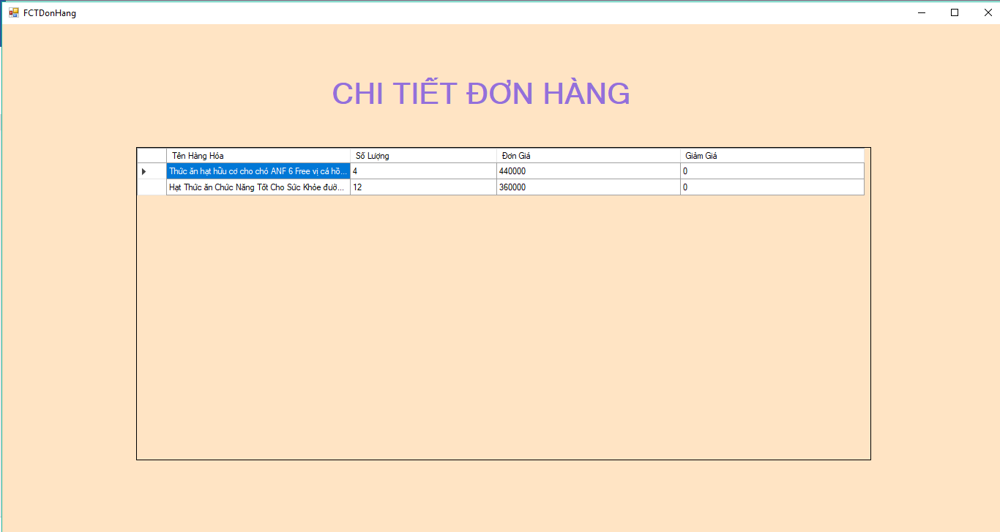 FCTDonHang
CHI TIẾT ĐƠN HÀNG
Tên Hàng Hóa Số Lượng Đơn Giá Giảm Giá
Thức ăn hạt hữu cơ cho chó ANF 6 Free vị cá hồ... 4 440000 0
Hạt Thức ăn Chức Năng Tốt Cho Sức Khỏe đườ... 12 360000 0